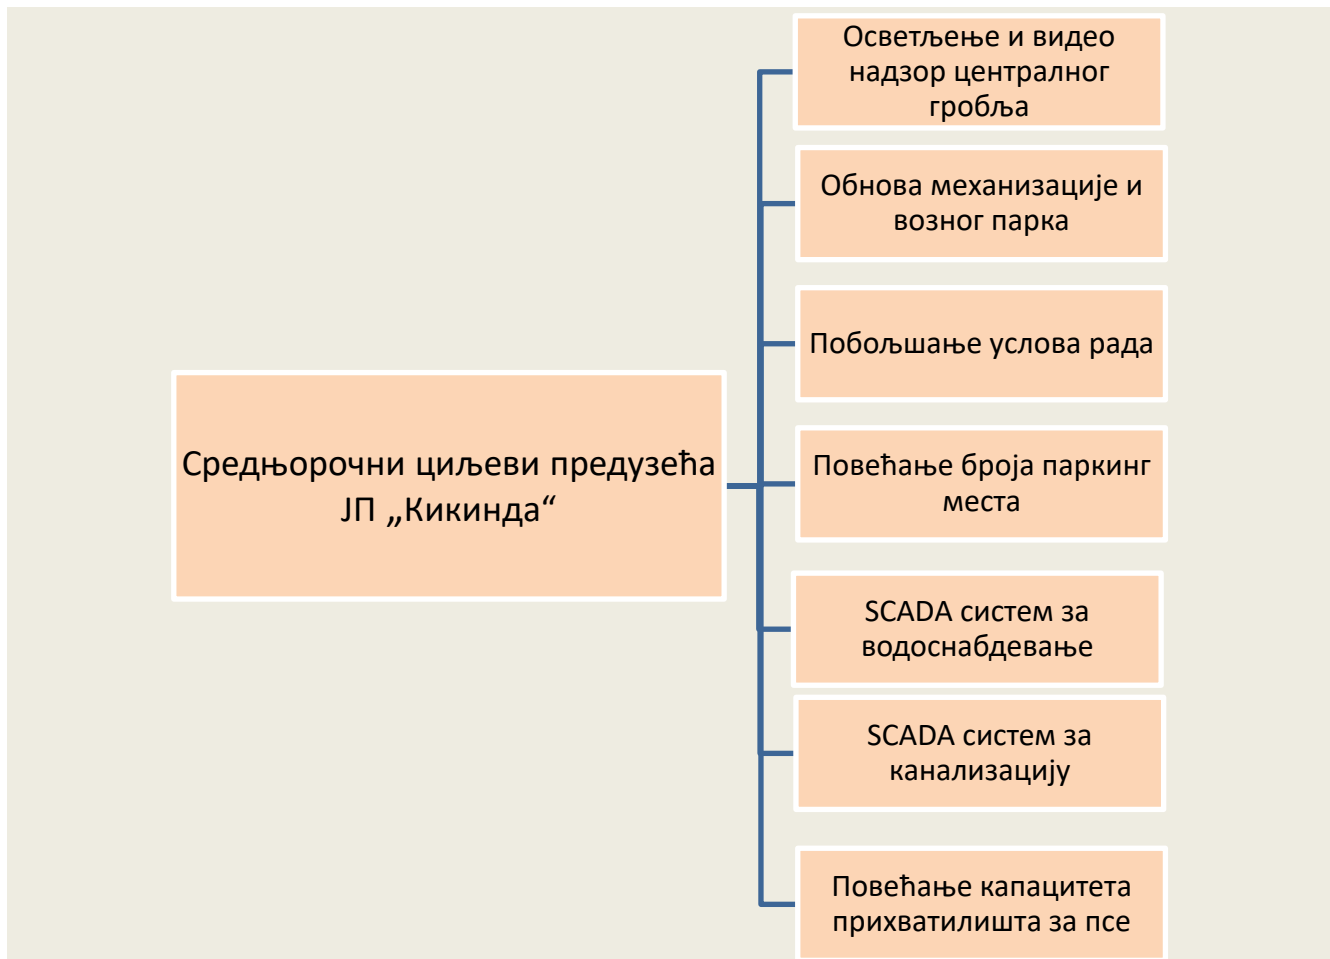 Осветљење и видео
надзор централног
гробља
Обнова механизације и
возног парка
Побољшање услова рада
Средњорочни циљеви предузећа
ЈП „Кикинда“
Повећање броја паркинг
места
SCADA систем за
водоснабдевање
SCADA систем за
канализацију
Повећање капацитета
прихватилишта за псе